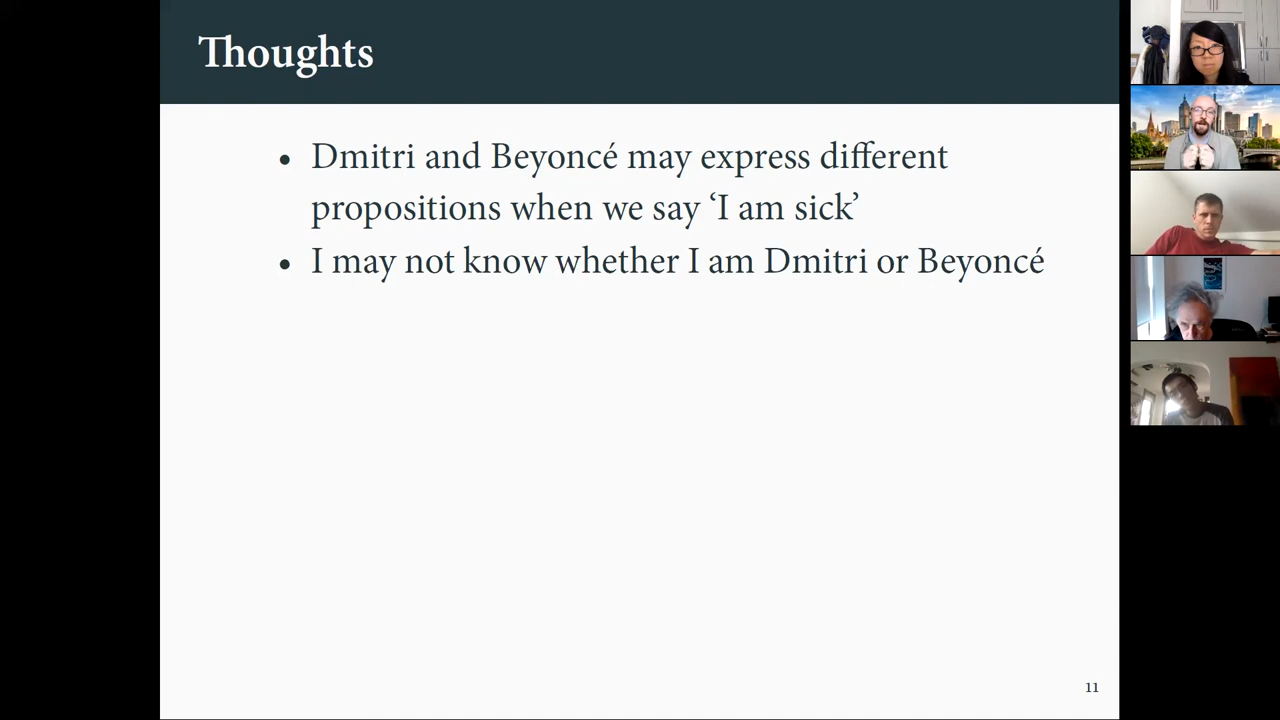 Thoughts
• Dmitri and Beyoncé may express different
propositions when we say ‘I am sick’
• I may not know whether I am Dmitri or Beyoncé
11